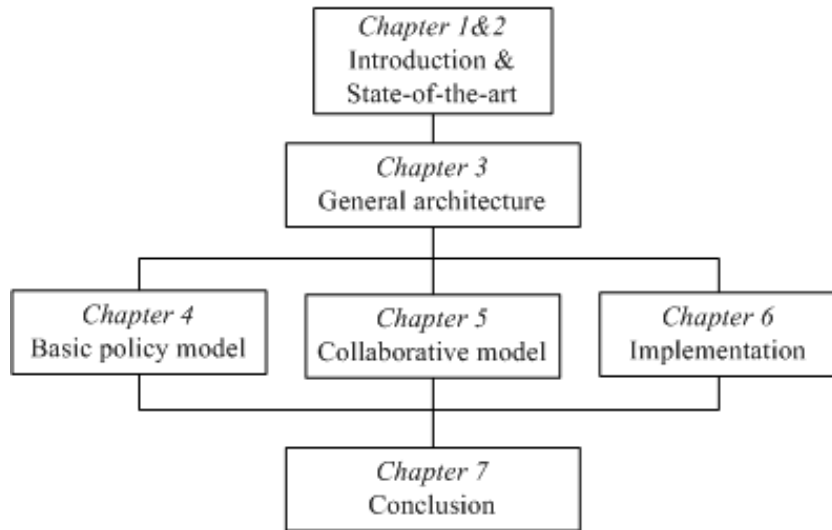 Chapter 1&2
Introduction &
State-of-the-art
Chapter 3
General architecture
Chapter 4
Basic policy model
Chapter 5
Collaborative model
Chapter 6
Implementation
Chapter 7
Conclusion